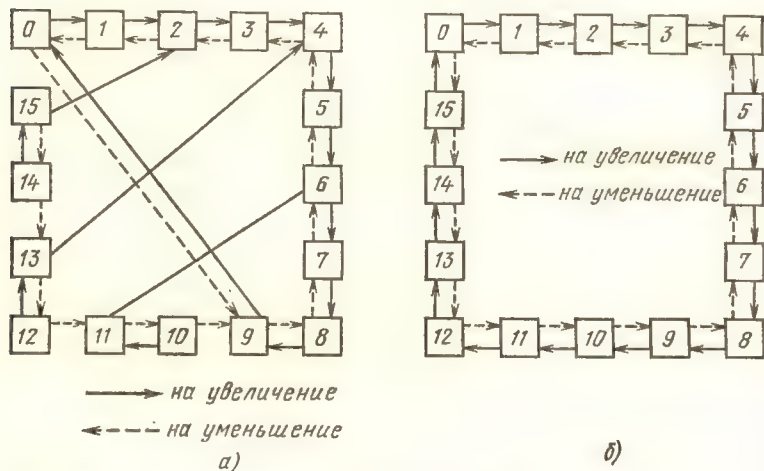 0 1 2 3 4
15 5
14 6
13 7
12 11 10 9 8
на увеличение
на уменьшение
а)
0 1 2 3 4
15 5
на увеличение
14 на уменьшение 6
13 7
12 11 10 9 8
б)